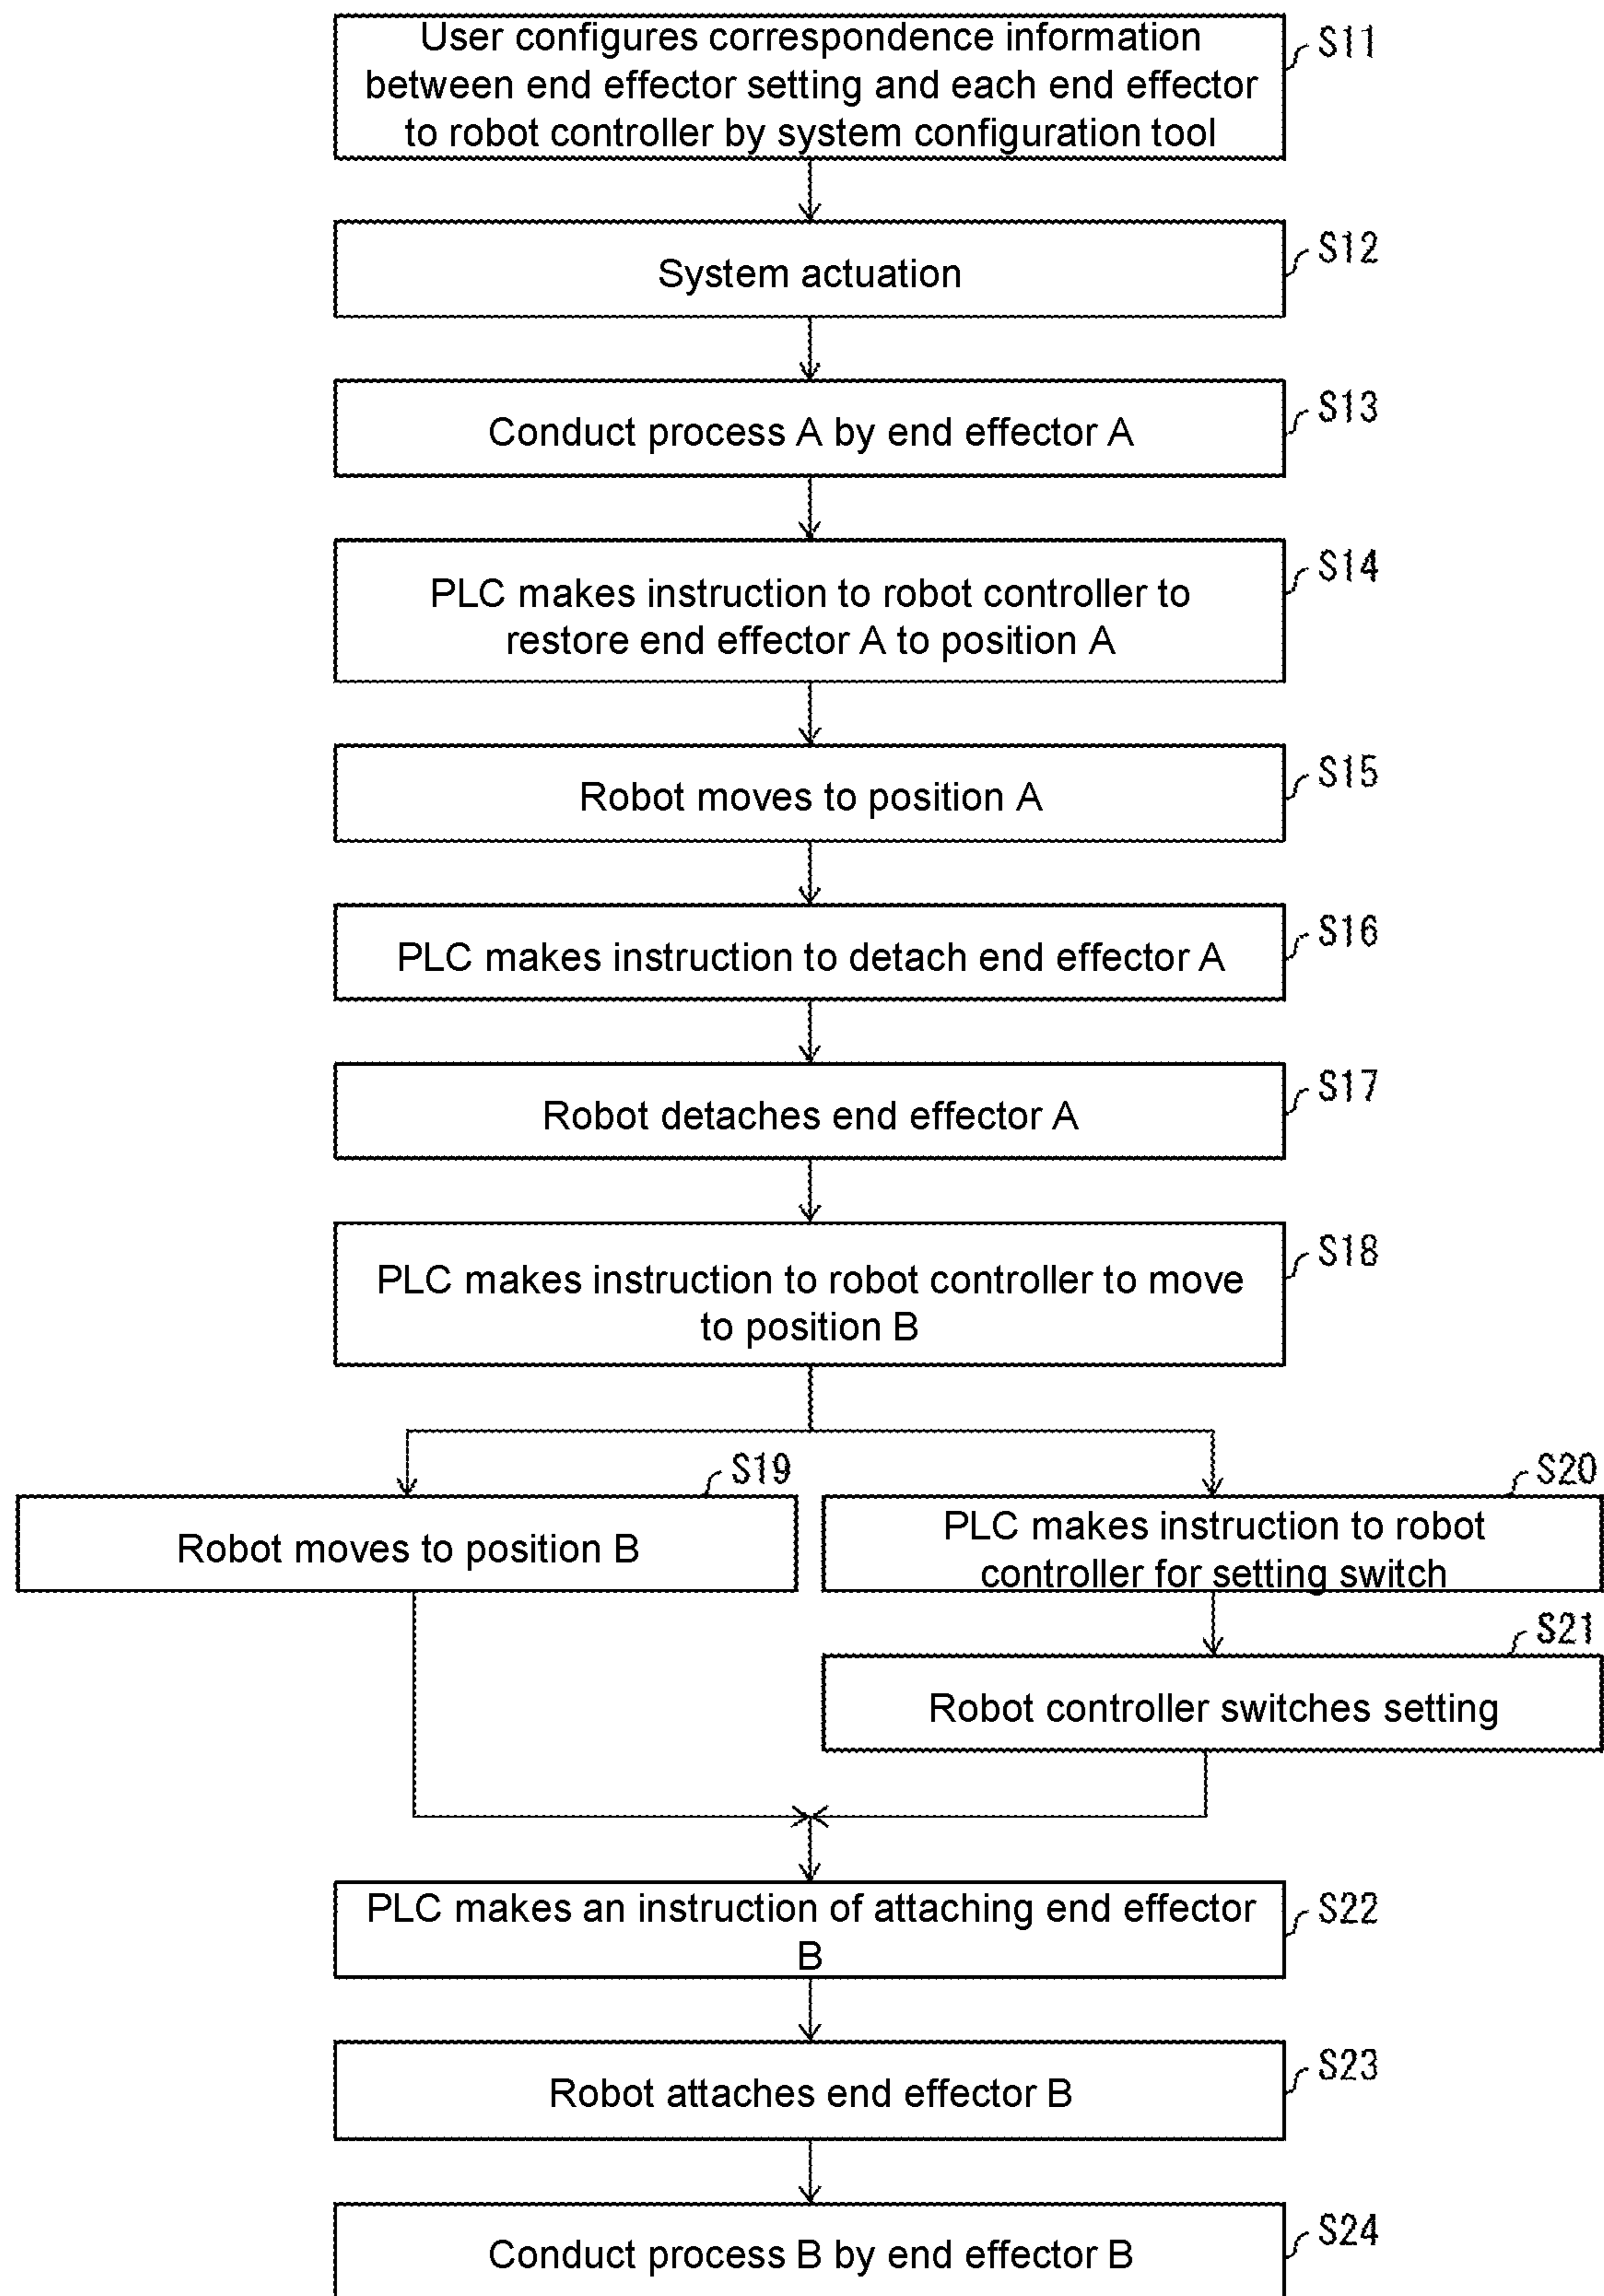 User configures correspondence information
between end effector setting and each end effector
to robot controller by system configuration tool
S11
System actuation
S12
Conduct process A by end effector A
S13
PLC makes instruction to robot controller to
restore end effector A to position A
S14
Robot moves to position A
S15
PLC makes instruction to detach end effector A
S16
Robot detaches end effector A
S17
PLC makes instruction to robot controller to move
to position B
S18
Robot moves to position B
S19
PLC makes instruction to robot
controller for setting switch
S20
Robot controller switches setting
S21
PLC makes an instruction of attaching end effector
B
S22
Robot attaches end effector B
S23
Conduct process B by end effector B
S24